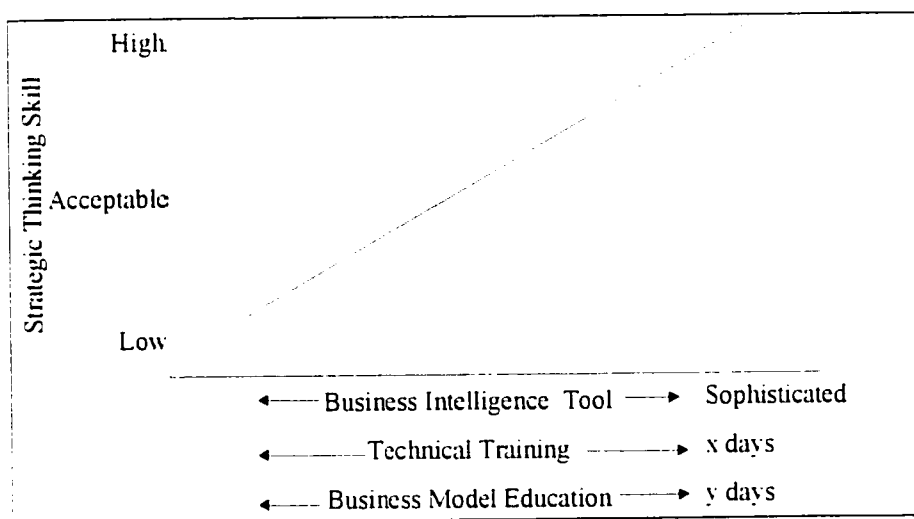 High
Strategic Thinking Skill
Acceptable
Low
Business Intelligence Tool Sophisticated
Technical Training x days
Business Model Education y days